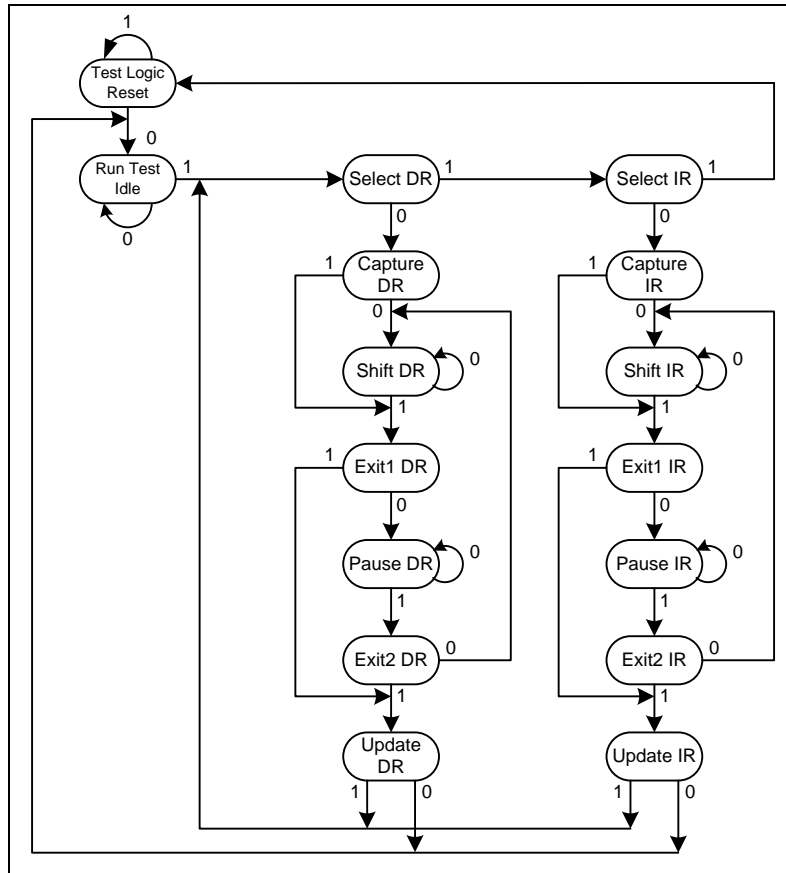 1
Test Logic
Reset
0
Run Test
Idle
1
0
Select DR
1
Select IR
1
0
0
1
Capture
DR
0
1
Capture
IR
0
Shift DR
0
1
Shift IR
0
1
1
Exit1 DR
0
1
Exit1 IR
0
Pause DR
0
1
Pause IR
0
1
Exit2 DR
0
1
Exit2 IR
0
1
Update
DR
1
0
Update IR
1
0